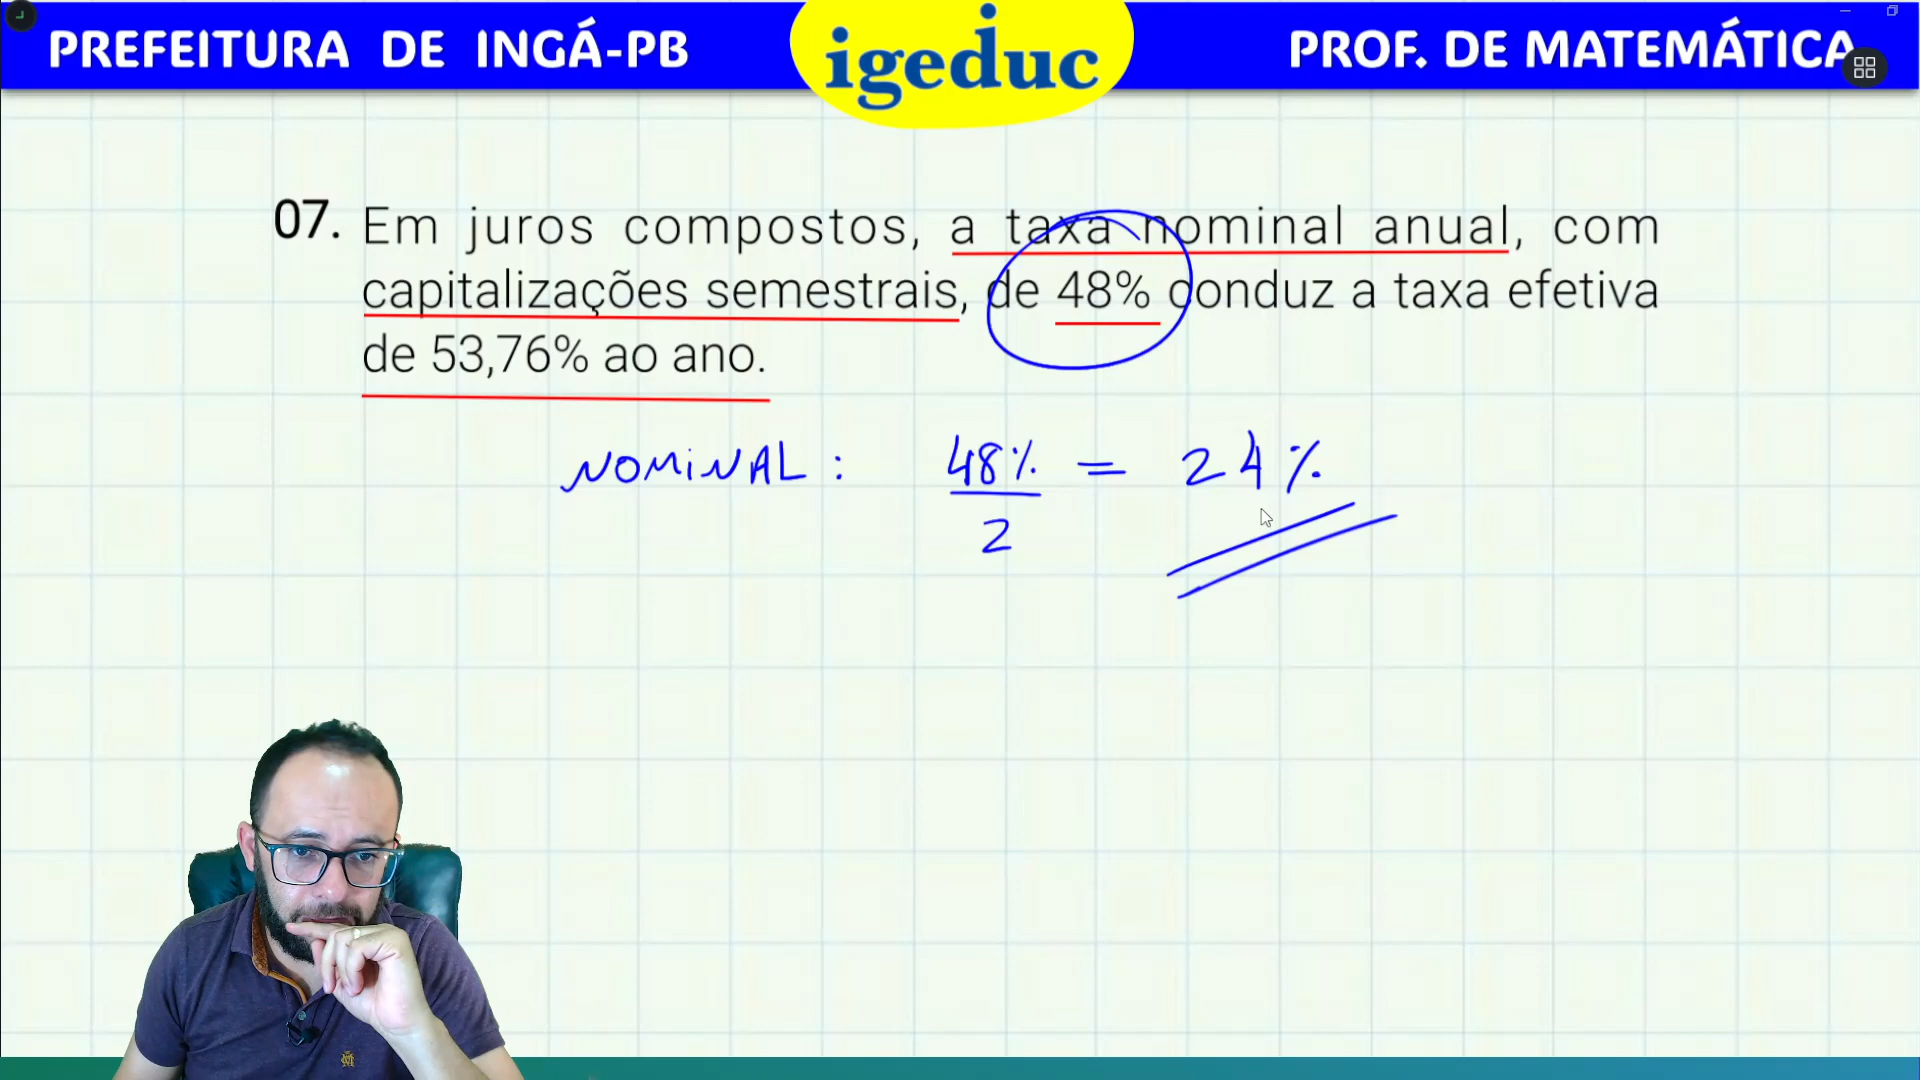 PREFEITURA DE INGÁ-PB
igeduc
PROF. DE MATEMÁTICA
07. Em juros compostos, a taxa nominal anual, com
capitalizações semestrais, de 48% conduz a taxa efetiva
de 53,76% ao ano.
NOMINAL: 48% = 24%
2